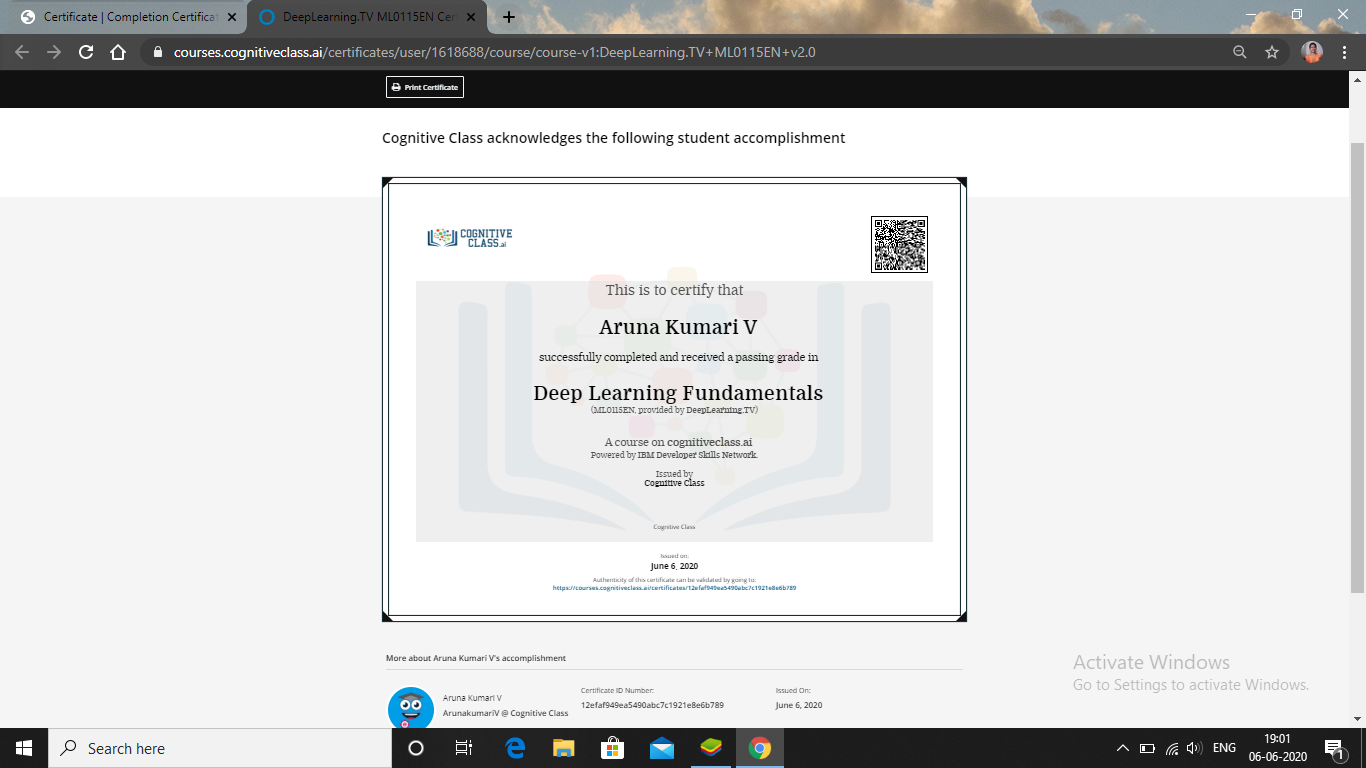 Certificate | Completion Certificat
DeepLearning.TV ML0115EN Cert
courses.cognitiveclass.ai/certificates/user/1618688/course/course-v1:DeepLearning.TV+ML0115EN+v2.0
Print Certificate
Cognitive Class acknowledges the following student accomplishment
COGNITIVE
CLASS.ai
This is to certify that
Aruna Kumari V
successfully completed and received a passing grade in
Deep Learning Fundamentals
(ML0115EN, provided by DeepLearning.TV)
A course on cognitiveclass.ai
Powered by IBM Developer Skills Network.
Issued by
Cognitive Class
Cognitive Class
Issued on:
June 6, 2020
Authenticity of this certificate can be validated by going to:
https://courses.cognitiveclass.ai/certificates/12efaf949ea5490abc7c1921e8e6b789
More about Aruna Kumari V's accomplishment
Aruna Kumari V
ArunakumariV @ Cognitive Class
Certificate ID Number:
12efaf949ea5490abc7c1921e8e6b789
Issued On:
June 6, 2020
Activate Windows
Go to Settings to activate Windows.
Search here
ENG
19:01
06-06-2020
1